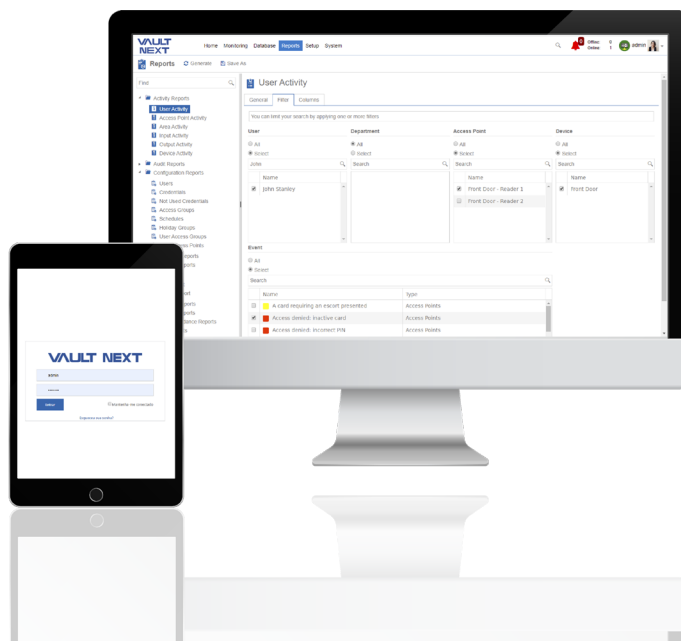 VAULT NEXT
Home Monitoring Database Reports Setup System
Offline: 0
Online 1
admin
Reports Generate Save As
Find
Activity Reports
User Activity
Access Point Activity
Area Activity
Input Activity
Output Activity
Device Activity
Audit Reports
Configuration Reports
Users
Credentials
Not Used Credentials
Access Groups
Schedules
Holiday Groups
User Access Groups
User Activity
General Filter Columns
You can limit your search by applying one or more filters
User Department Access Point Device
All All All All
Select Select Select Select
John Search Search Search
Name Name Name
John Stanley Front Door - Reader 1 Front Door
Front Door - Reader 2
Event
All
Select
Search
Name Type
A card requiring an escort presented Access Points
Access denied: inactive card Access Points
Access denied: incorrect PIN Access Points
VAULT NEXT